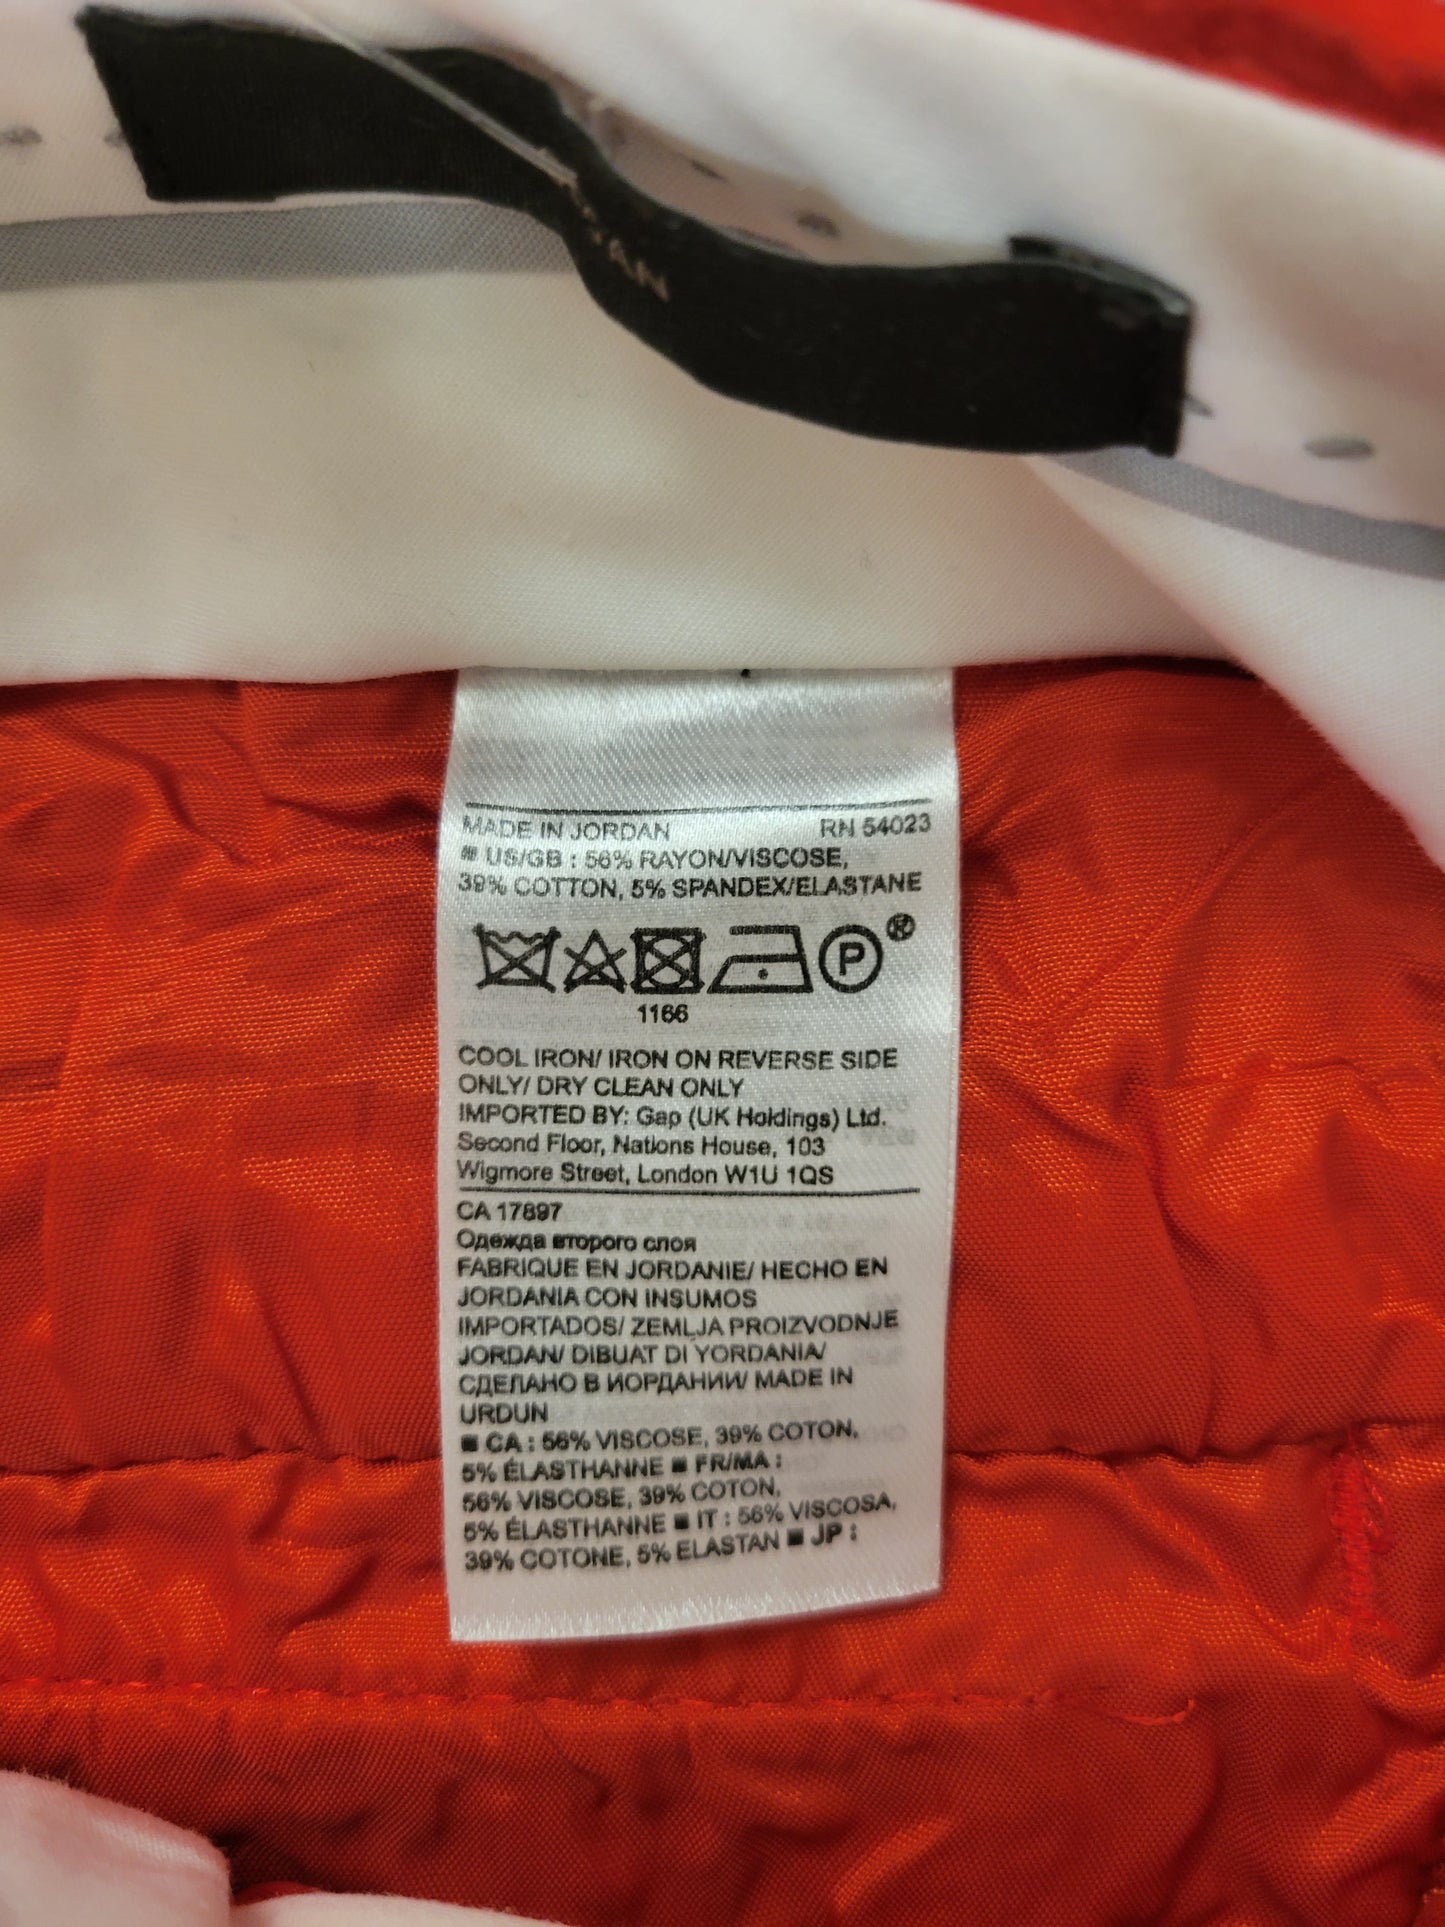 MADE IN JORDAN RN 54023
■ US/GB : 56% RAYON/VISCOSE,
39% COTTON, 5% SPANDEX/ELASTANE
P ®
1166
COOL IRON/ IRON ON REVERSE SIDE
ONLY/ DRY CLEAN ONLY
IMPORTED BY: Gap (UK Holdings) Ltd.
Second Floor, Nations House, 103
Wigmore Street, London W1U 1QS
CA 17897
Одежда второго слоя
FABRIQUE EN JORDANIE/ HECHO EN
JORDANIA CON INSUMOS
IMPORTADOS/ ZEMLJA PROIZVODNJE
JORDAN/ DIBUAT DI YORDANIA/
СДЕЛАНО В ИОРДАНИИ/ MADE IN
URDUN
■ CA : 56% VISCOSE, 39% COTON,
5% ÉLASTHANNE ■ FR/MA :
56% VISCOSE, 39% COTON,
5% ÉLASTHANNE ■ IT : 56% VISCOSA,
39% COTONE, 5% ELASTAN ■ JP :